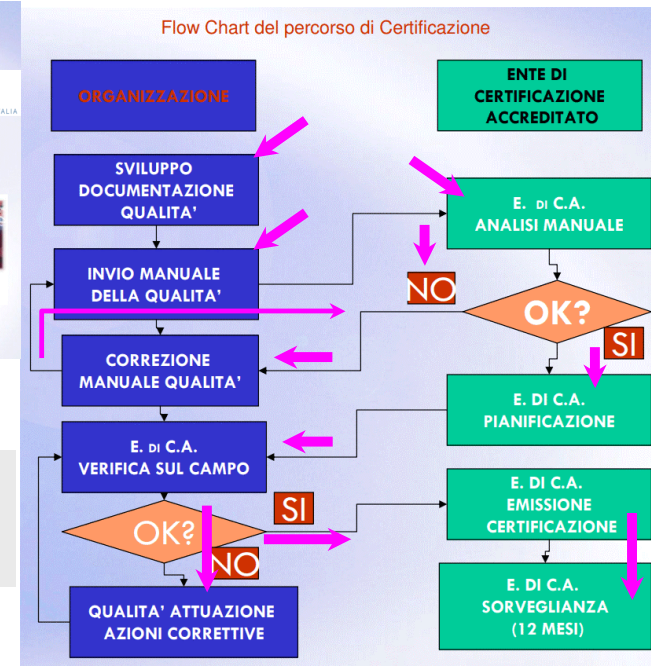 Flow Chart del percorso di Certificazione
ORGANIZZAZIONE
ENTE DI
CERTIFICAZIONE
ACCREDITATO
ALIA
SVILUPPO
DOCUMENTAZIONE
QUALITA'
E. DI C.A.
ANALISI MANUALE
INVIO MANUALE
DELLA QUALITA'
NO
OK?
SI
CORREZIONE
MANUALE QUALITA'
E. DI C.A.
PIANIFICAZIONE
E. DI C.A.
VERIFICA SUL CAMPO
E. DI C.A.
EMISSIONE
CERTIFICAZIONE
SI
OK?
NO
QUALITA' ATTUAZIONE
AZIONI CORRETTIVE
E. DI C.A.
SORVEGLIANZA
(12 MESI)